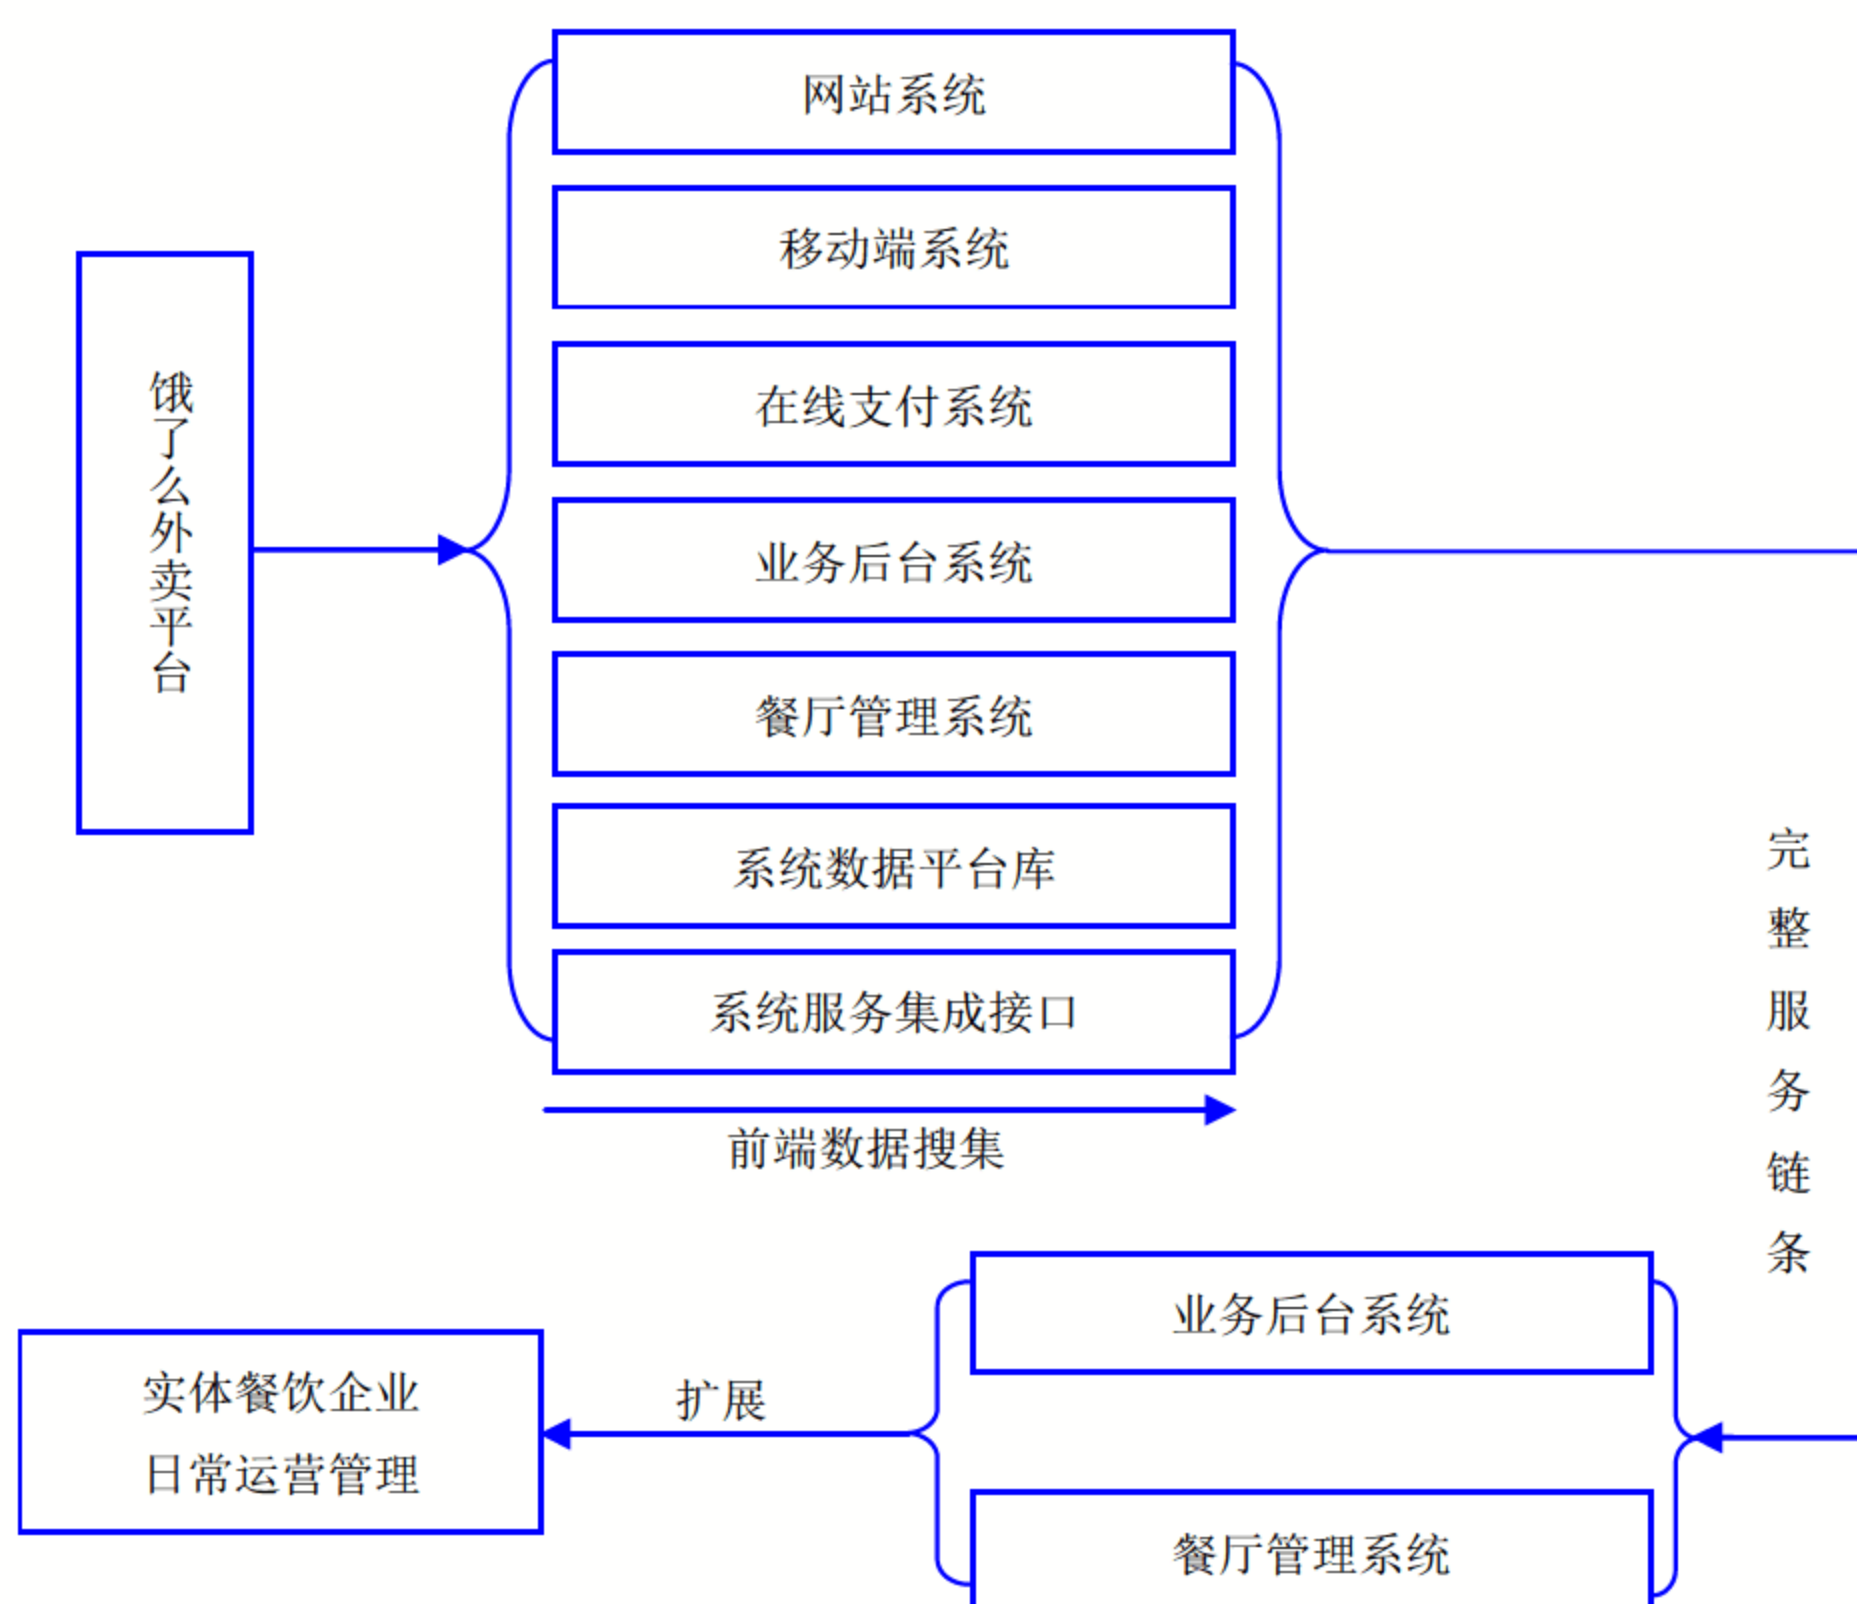 饿了么外卖平台
网站系统
移动端系统
在线支付系统
业务后台系统
餐厅管理系统
系统数据平台库
系统服务集成接口
前端数据搜集
完整服务链条
业务后台系统
扩展
实体餐饮企业
日常运营管理
餐厅管理系统